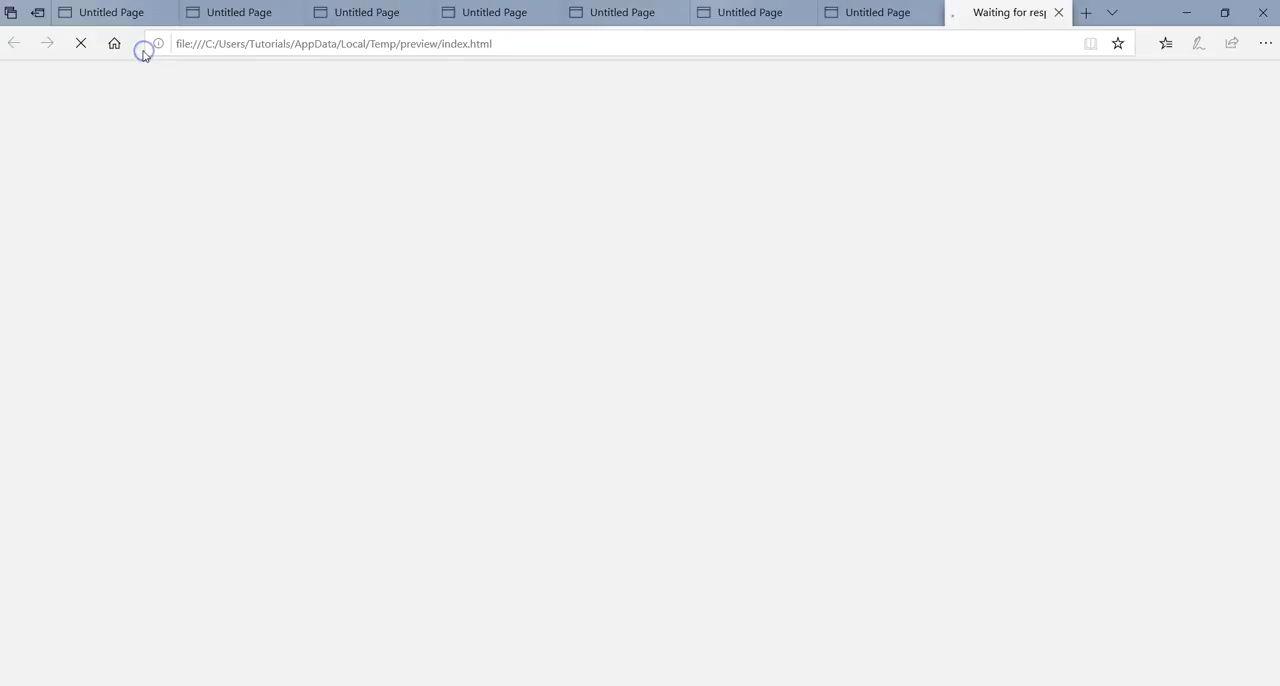 Untitled Page Untitled Page Untitled Page Untitled Page Untitled Page Untitled Page Untitled Page Waiting for resp
file:///C:/Users/Tutorials/AppData/Local/Temp/preview/index.html